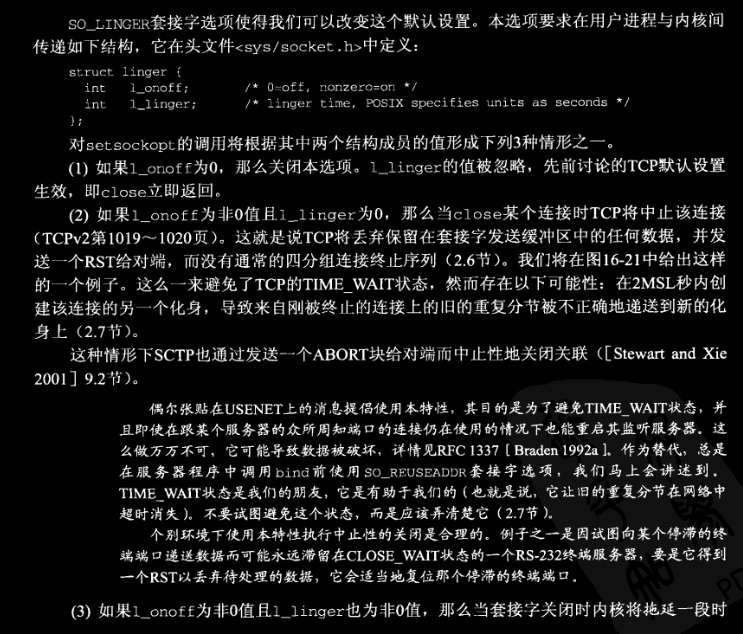 SO_LINGER套接字选项使得我们可以改变这个默认设置。本选项要求在用户进程与内核间
传递如下结构，它在头文件<sys/socket.h>中定义：
struct linger {
int l_onoff; /* 0=off, nonzero=on */
int l_linger; /* linger time, POSIX specifies units as seconds */
};
对setsockopt的调用将根据其中两个结构成员的值形成下列3种情形之一。
(1) 如果l_onoff为0，那么关闭本选项。l_linger的值被忽略，先前讨论的TCP默认设置
生效，即close立即返回。
(2) 如果l_onoff为非0值且l_linger为0，那么当close某个连接时TCP将中止该连接
（TCPv2第1019～1020页）。这就是说TCP将丢弃保留在套接字发送缓冲区中的任何数据，并发
送一个RST给对端，而没有通常的四分组连接终止序列（2.6节）。我们将在图16-21中给出这样
的一个例子。这么一来避免了TCP的TIME_WAIT状态，然而存在以下可能性：在2MSL秒内创
建该连接的另一个化身，导致来自刚被终止的连接上的旧的重复分节被不正确地递送到新的化
身上（2.7节）。
这种情形下SCTP也通过发送一个ABORT块给对端而中止性地关闭关联（［Stewart and Xie
2001］9.2节）。
偶尔张贴在USENET上的消息提倡使用本特性，其目的是为了避免TIME_WAIT状态，并
且即使在跟某个服务器的众所周知端口的连接仍在使用的情况下也能重启其监听服务器。这
么做万万不可，它可能导致数据被破坏，详情见RFC 1337［Braden 1992a］。作为替代，总是
在服务器程序中调用bind前使用SO_REUSEADDR套接字选项，我们马上会讲述到。
TIME_WAIT状态是我们的朋友，它是有助于我们的（也就是说，它让旧的重复分节在网络中
超时消失）。不要试图避免这个状态，而是应该弄清楚它（2.7节）。
个别环境下使用本特性执行中止性的关闭是合理的。例子之一是因试图向某个停滞的终
端端口递送数据而可能永远滞留在CLOSE_WAIT状态的一个RS-232终端服务器，要是它得到
一个RST以丢弃待处理的数据，它会适当地复位那个停滞的终端端口。
(3) 如果l_onoff为非0值且l_linger也为非0值，那么当套接字关闭时内核将拖延一段时